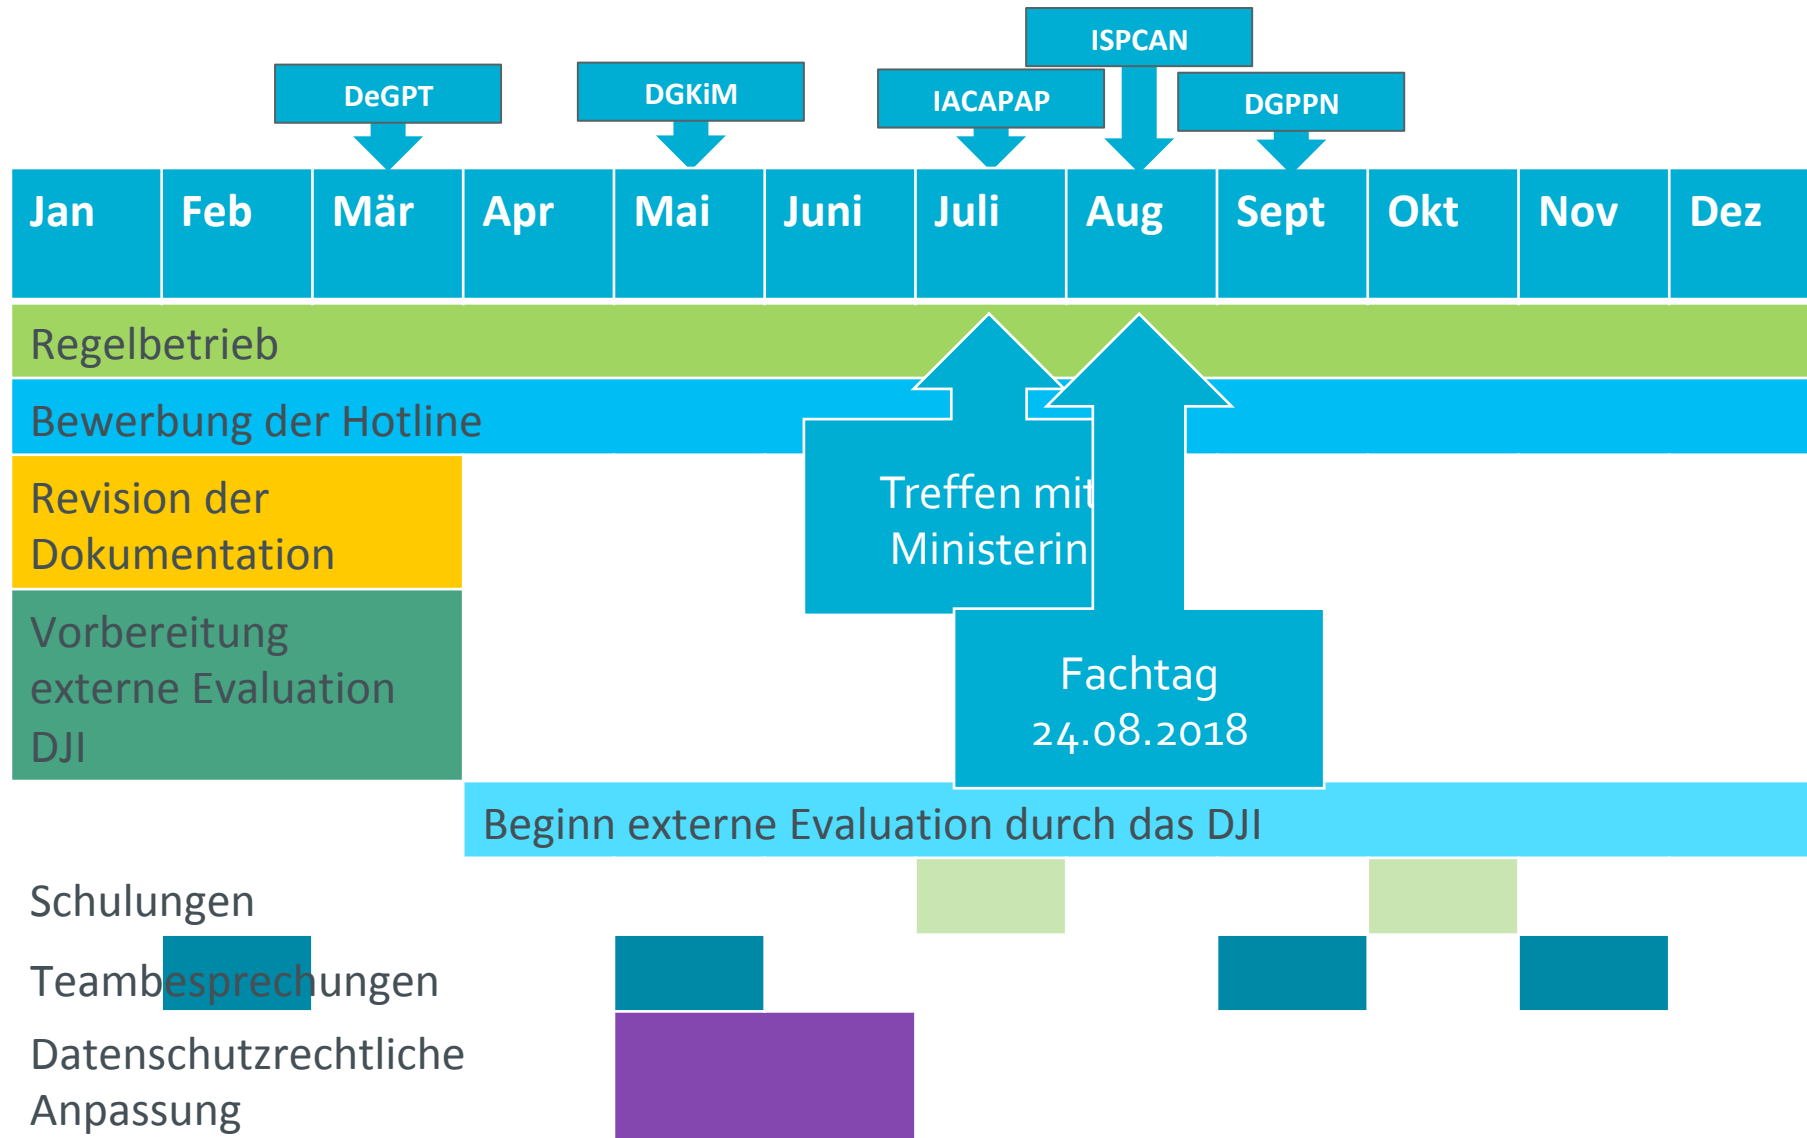 ISPCAN
DeGPT
DGKiM
IACAPAP
DGPPN
Jan
Feb
Mär
Apr
Mai
Juni
Juli
Aug
Sept
Okt
Nov
Dez
Regelbetrieb
Bewerbung der Hotline
Revision der
Dokumentation
Treffen mit
Ministerin
Vorbereitung
externe Evaluation
DJI
Fachtag
24.08.2018
Beginn externe Evaluation durch das DJI
Schulungen
Teambesprechungen
Datenschutzrechtliche
Anpassung